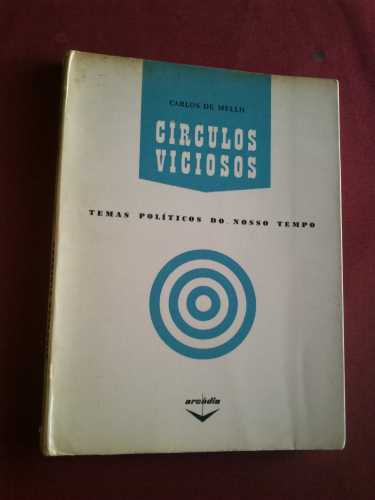 CARLOS DE MELLO
CÍRCULOS
VICIOSOS
TEMAS POLÍTICOS DO NOSSO TEMPO
arcádia